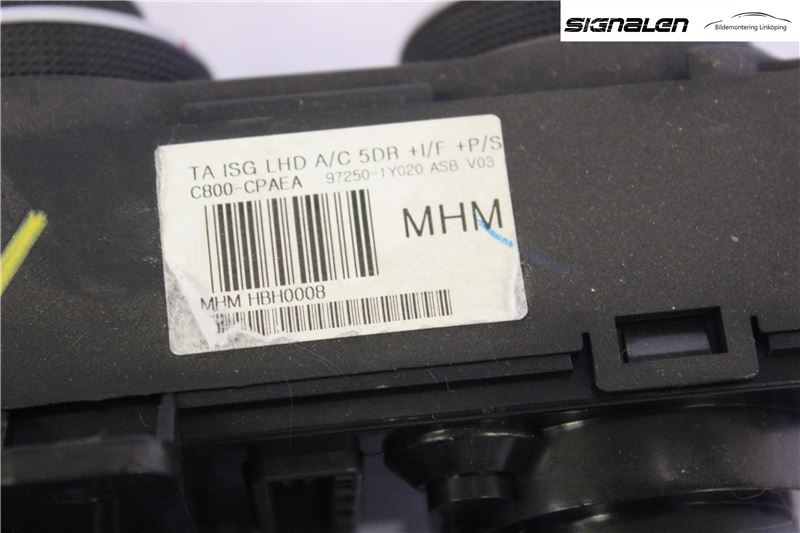 SIGNALEN
Bildemontering Linköping
TA ISG LHD A/C 5DR +I/F +P/S
C800-CPAEA 97250-1Y020 ASB V03
MHM
MHM HBH0008